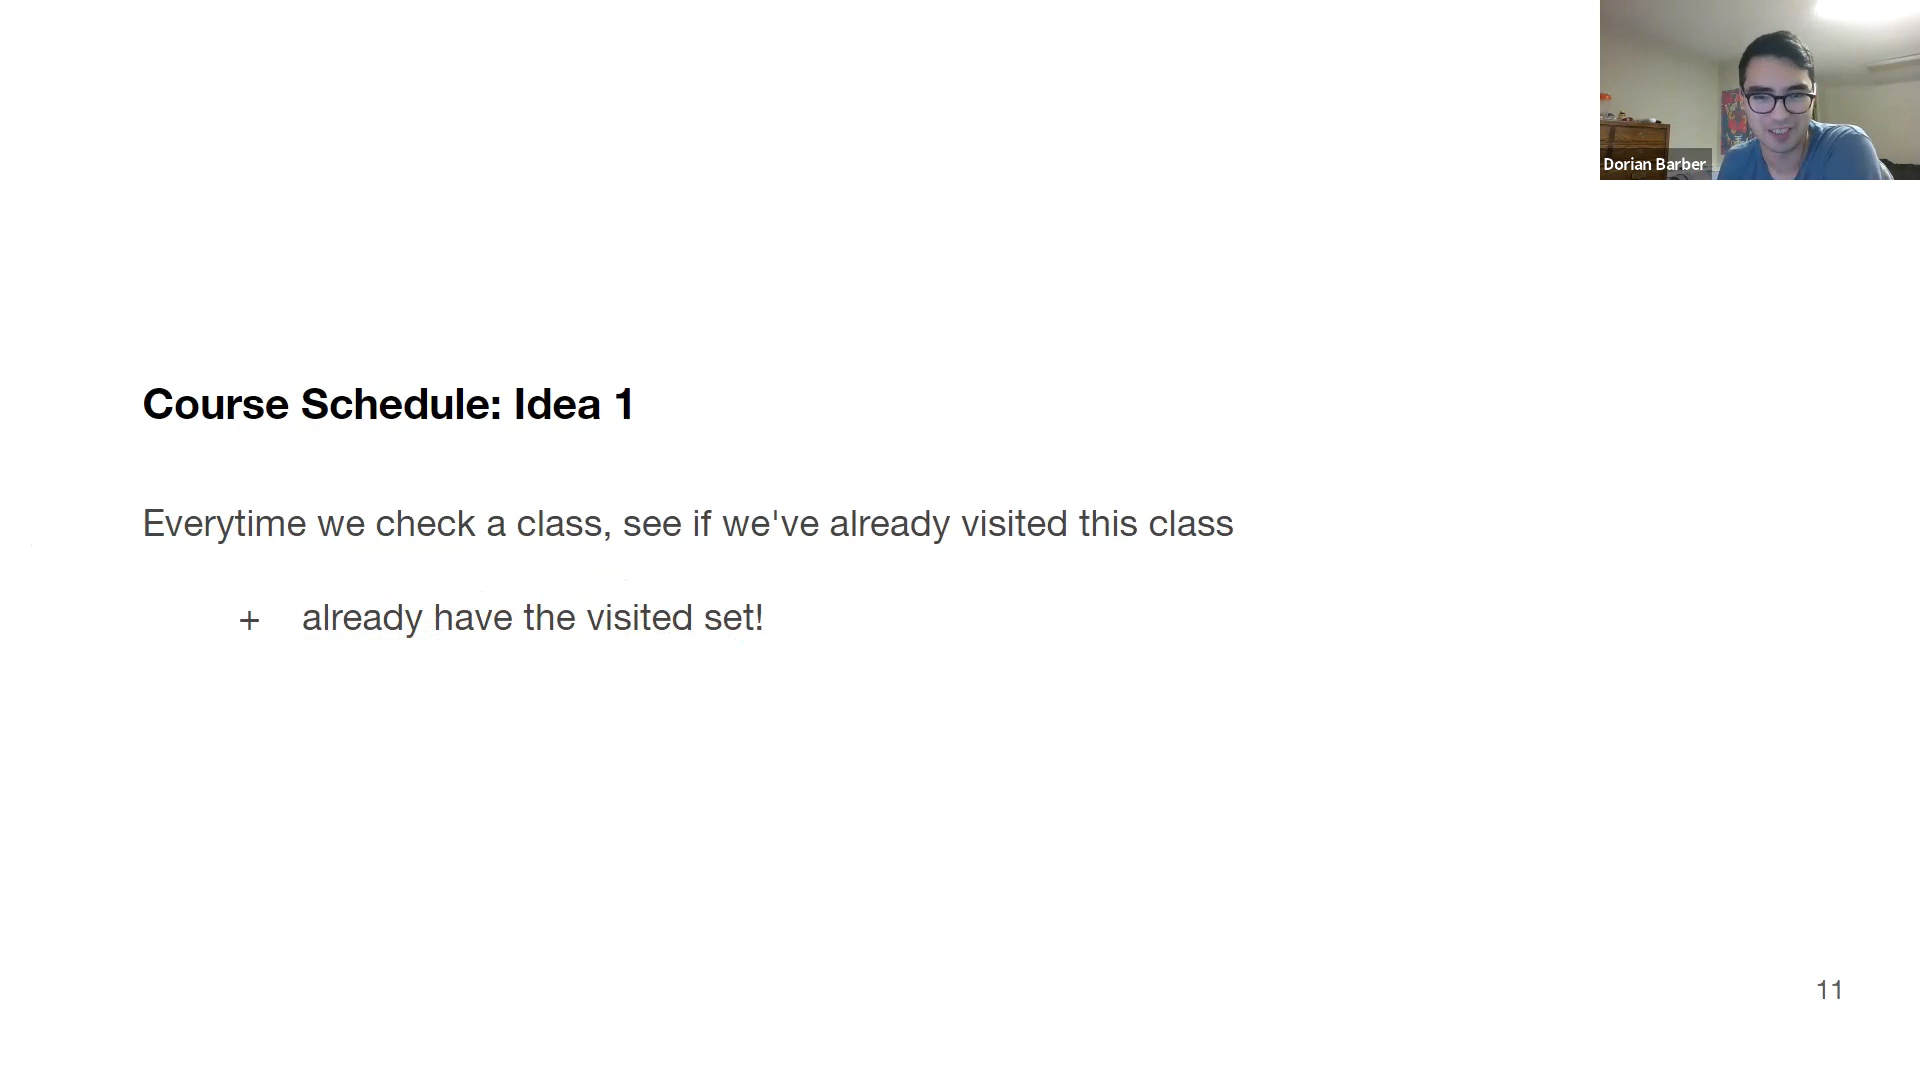 Dorian Barber
Course Schedule: Idea 1
Everytime we check a class, see if we've already visited this class
+ already have the visited set!
11